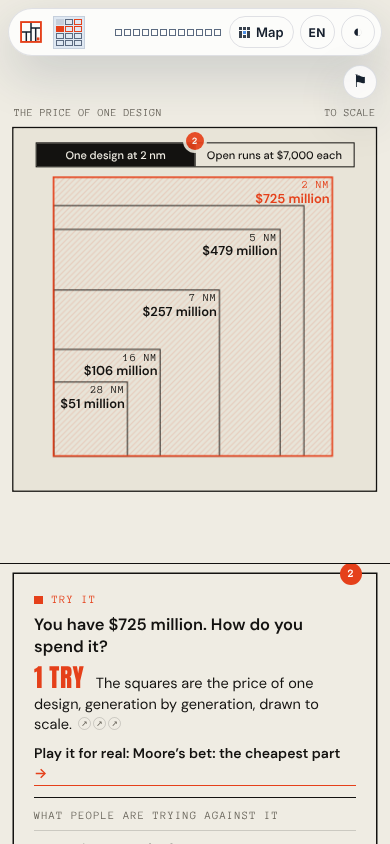 Map
EN
THE PRICE OF ONE DESIGN
TO SCALE
2
One design at 2 nm
Open runs at $7,000 each
2 NM
$725 million
5 NM
$479 million
7 NM
$257 million
16 NM
$106 million
28 NM
$51 million
2
TRY IT
You have $725 million. How do you
spend it?
1 TRY The squares are the price of one
design, generation by generation, drawn to
scale.
Play it for real: Moore’s bet: the cheapest part
→
WHAT PEOPLE ARE TRYING AGAINST IT